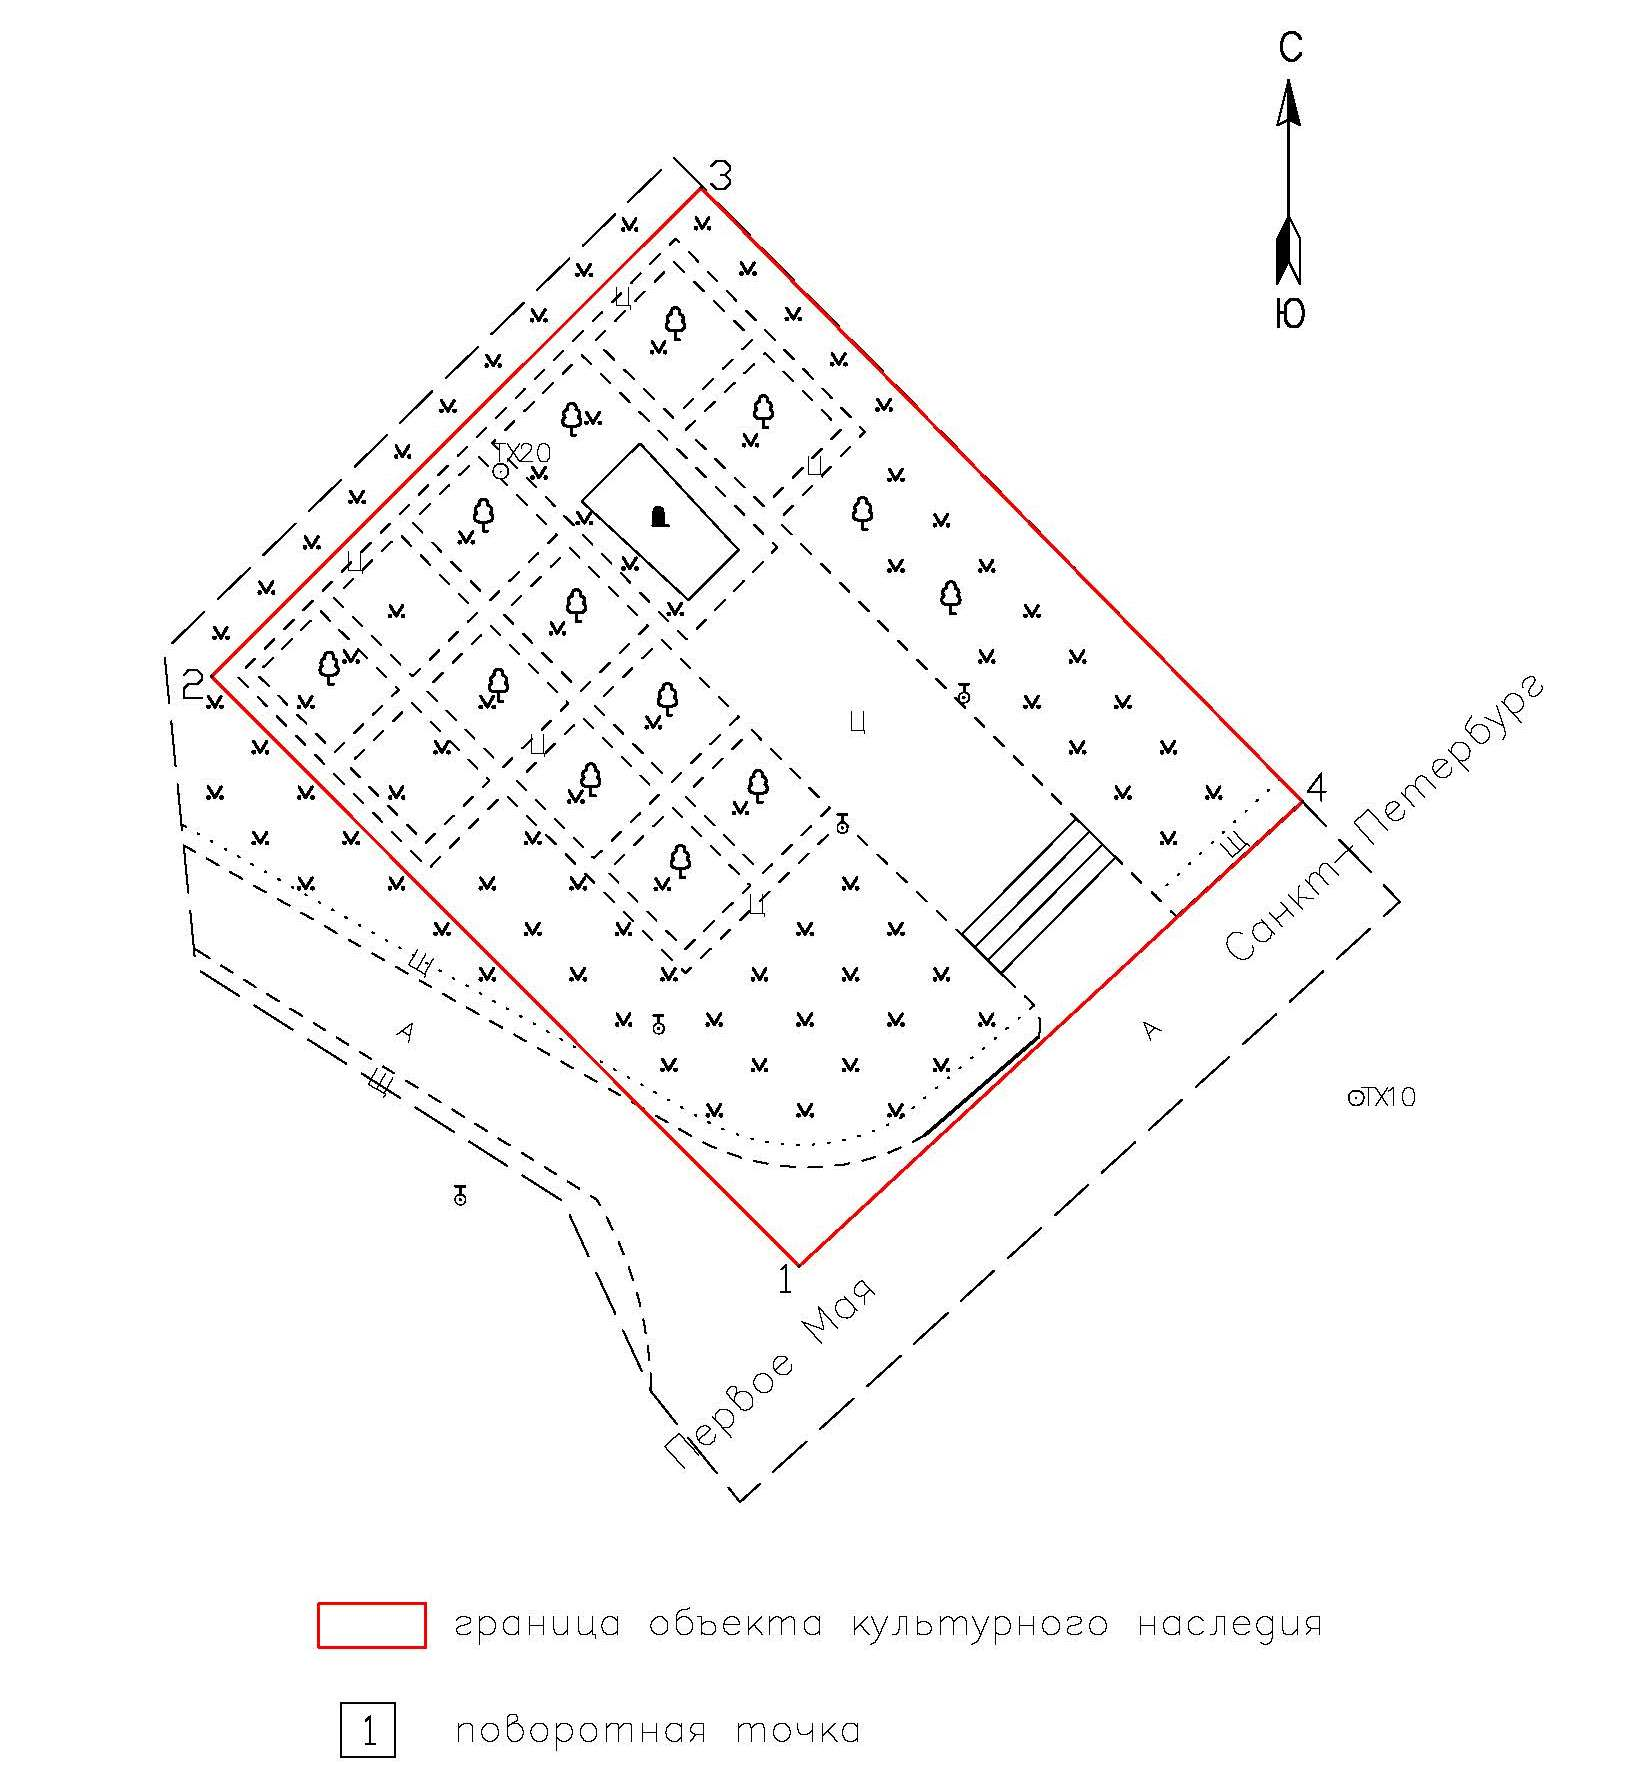 С
3
Ю
Ц
ТХ20
Ц
Ц
2
Ц
Ц
4
Санкт-Петербург
Щ
Ц
Щ
А
А
Щ
ТХ10
1
Первое Мая
граница объекта культурного наследия
1 поворотная точка